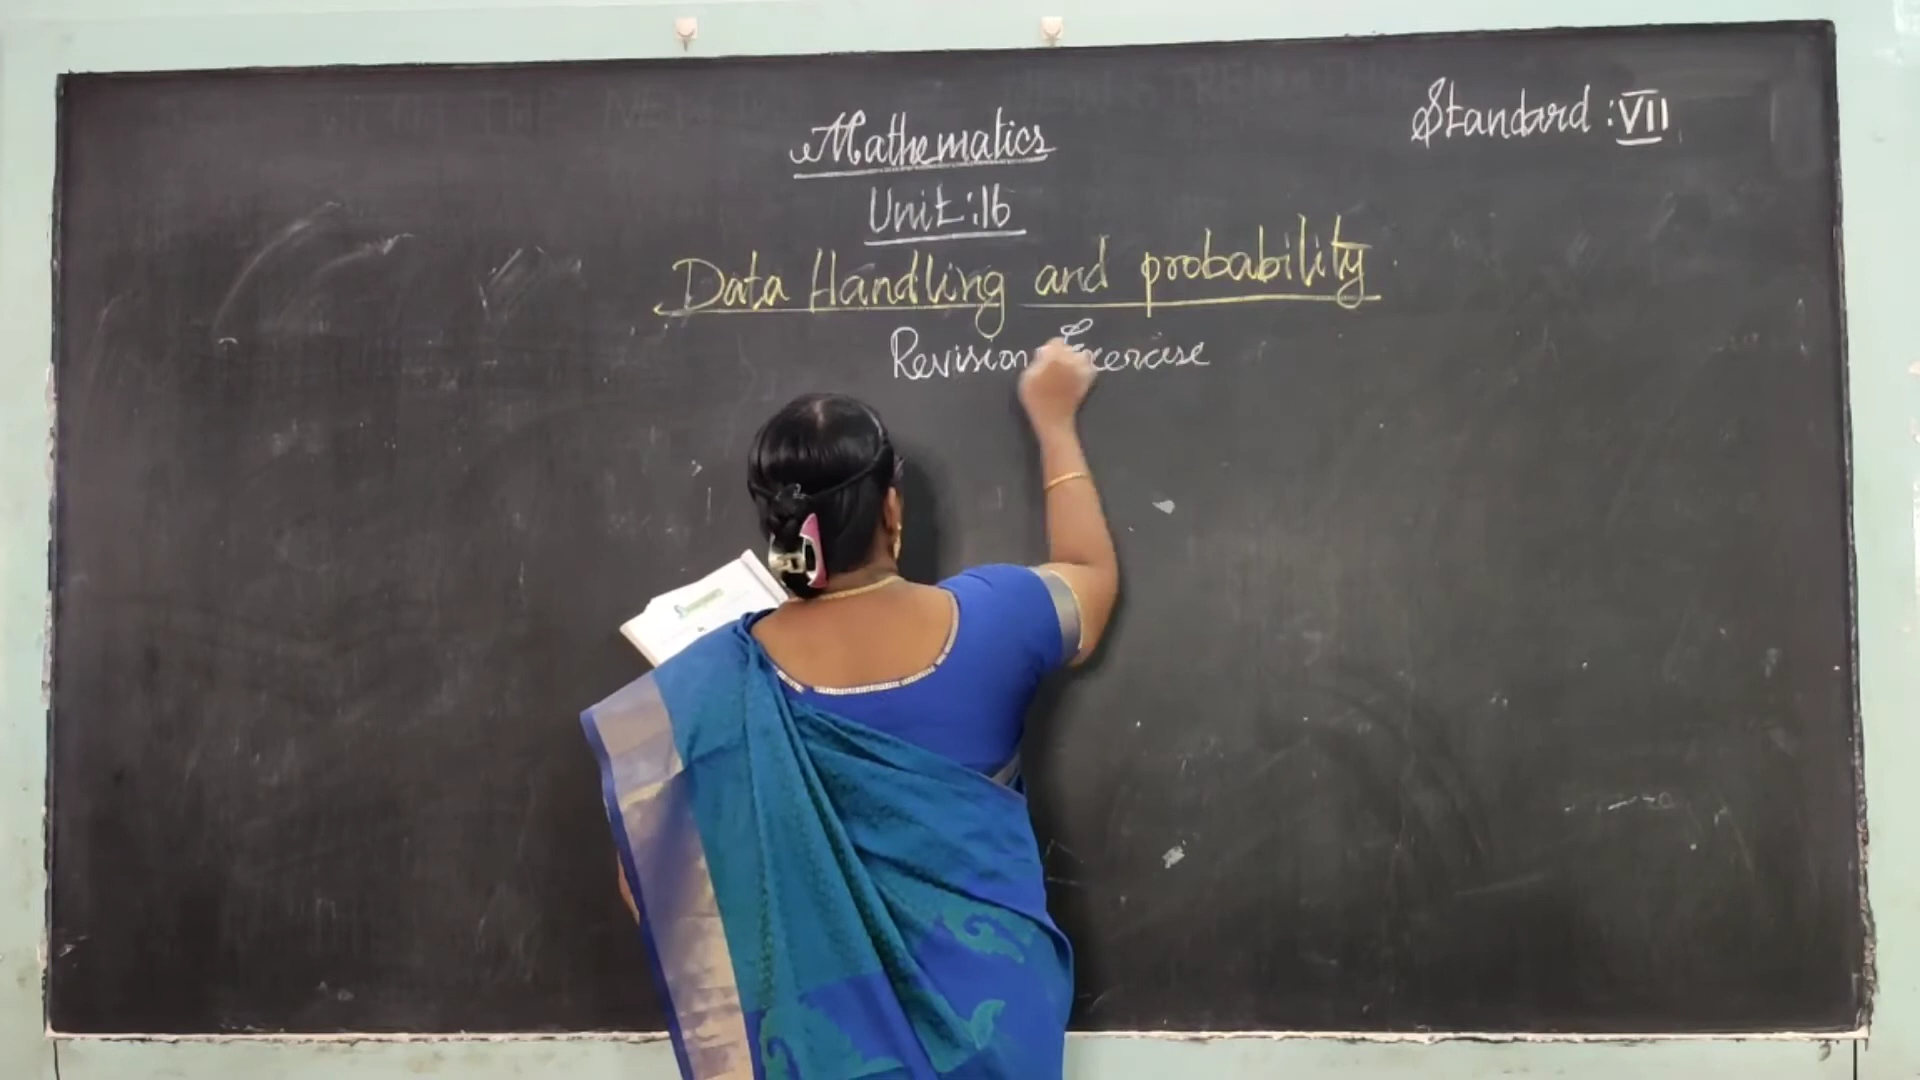 Standard : VII
Mathematics
Unit : 16
Data Handling and probability
Revision Exercise